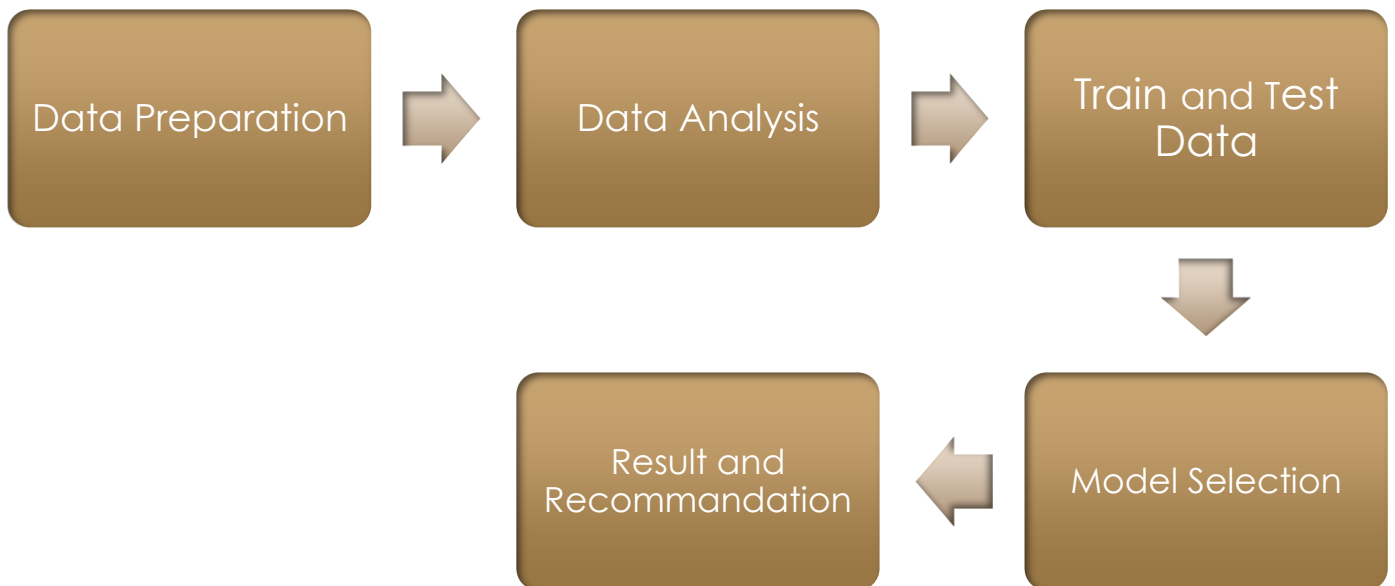 Data Preparation
Data Analysis
Train and Test
Data
Model Selection
Result and
Recommandation